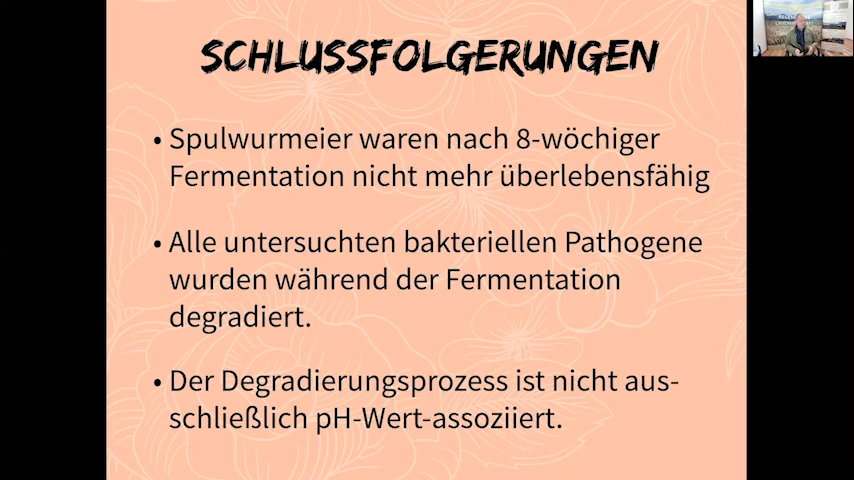 SCHLUSSFOLGERUNGEN
• Spulwurmeier waren nach 8-wöchiger
Fermentation nicht mehr überlebensfähig
• Alle untersuchten bakteriellen Pathogene
wurden während der Fermentation
degradiert.
• Der Degradierungsprozess ist nicht aus-
schließlich pH-Wert-assoziiert.